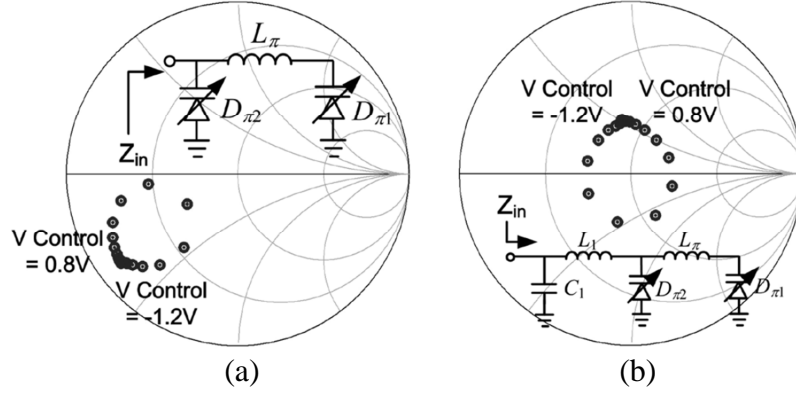 L_π
D_π2
D_π1
Z_in
V Control
= 0.8V
V Control
= -1.2V
(a)
V Control V Control
= -1.2V 0.8V
Z_in
L_1
L_π
C_1
D_π2
D_π1
(b)